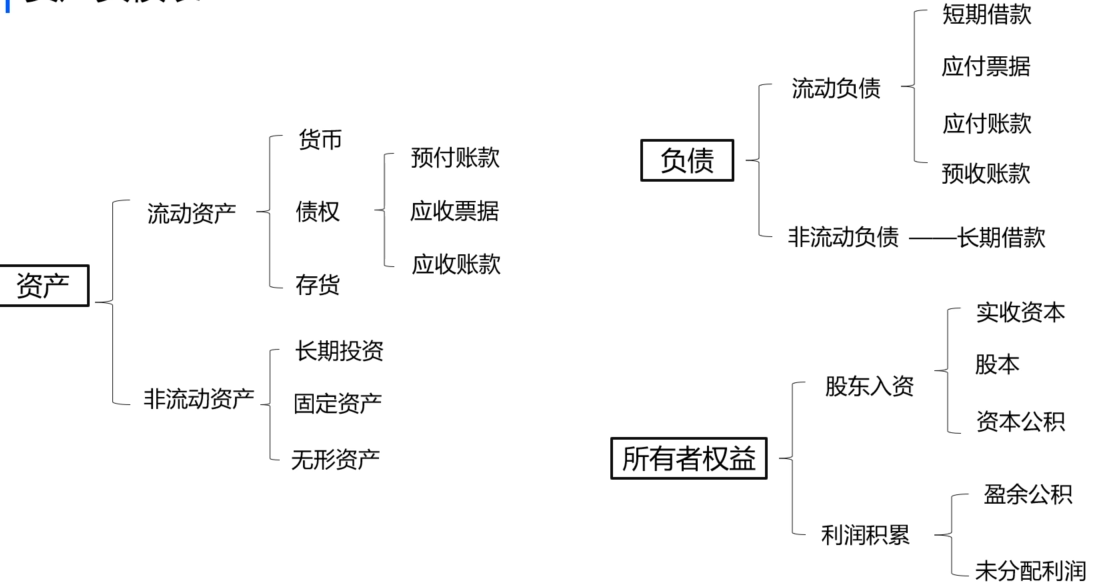 资产
流动资产
货币
债权
预付账款
应收票据
应收账款
存货
非流动资产
长期投资
固定资产
无形资产
负债
流动负债
短期借款
应付票据
应付账款
预收账款
非流动负债 ——长期借款
所有者权益
股东入资
实收资本
股本
资本公积
利润积累
盈余公积
未分配利润